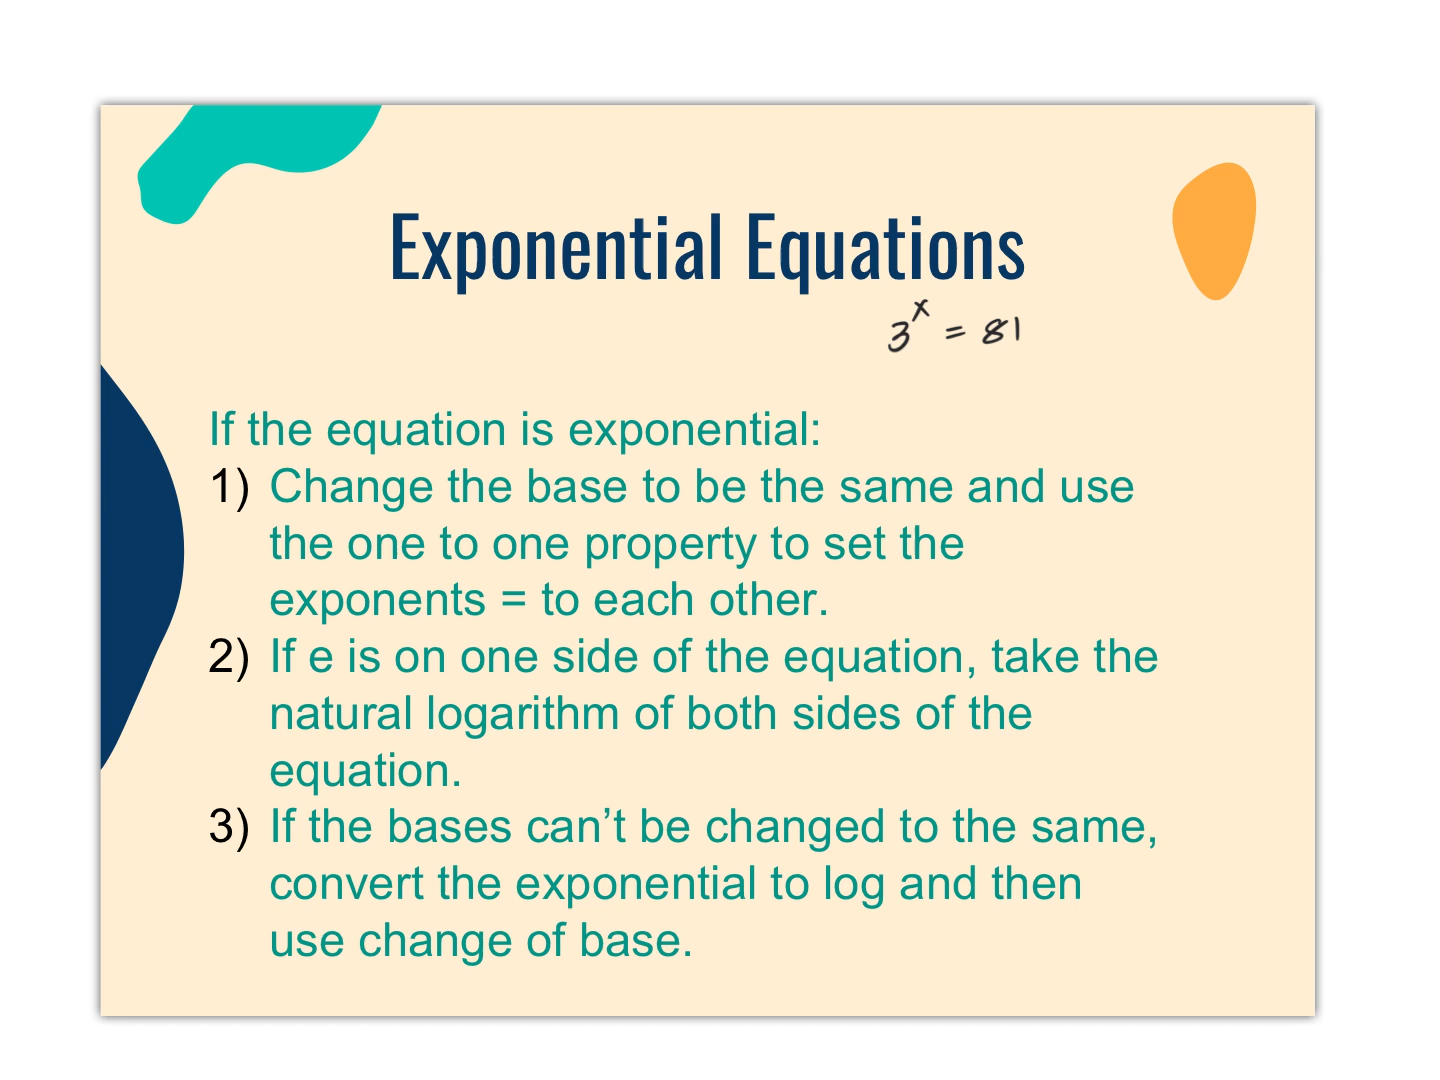 Exponential Equations
3^x = 81
If the equation is exponential:
1) Change the base to be the same and use
the one to one property to set the
exponents = to each other.
2) If e is on one side of the equation, take the
natural logarithm of both sides of the
equation.
3) If the bases can’t be changed to the same,
convert the exponential to log and then
use change of base.